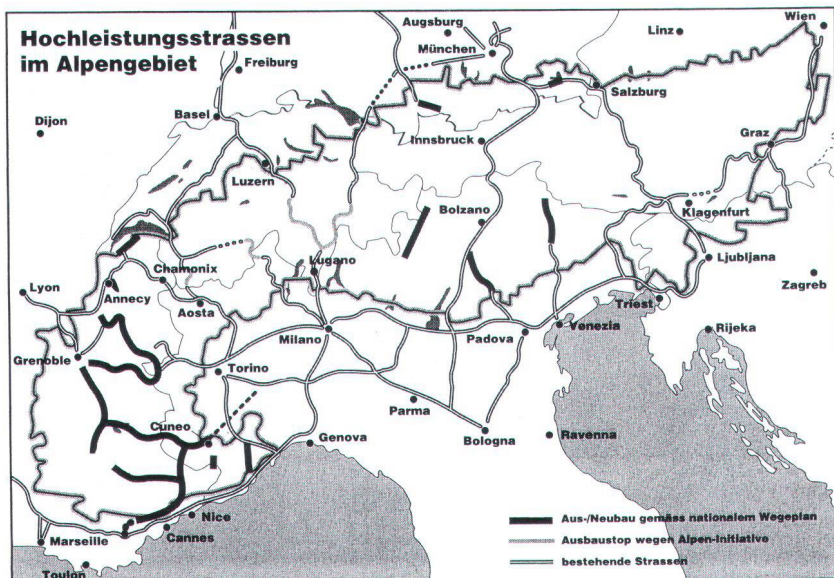 Hochleistungsstrassen
im Alpengebiet
Augsburg
München
Linz
Wien
Freiburg
Salzburg
Dijon
Basel
Innsbruck
Graz
Luzern
Bolzano
Klagenfurt
Lugano
Ljubljana
Chamonix
Lyon
Annecy
Aosta
Zagreb
Triest
Milano
Padova
Venezia
Rijeka
Grenoble
Torino
Parma
Cuneo
Genova
Bologna
Ravenna
Nice
Cannes
Marseille
Toulon
Aus-/Neubau gemäss nationalem Wegeplan
Ausbaustop wegen Alpen-Initiative
bestehende Strassen